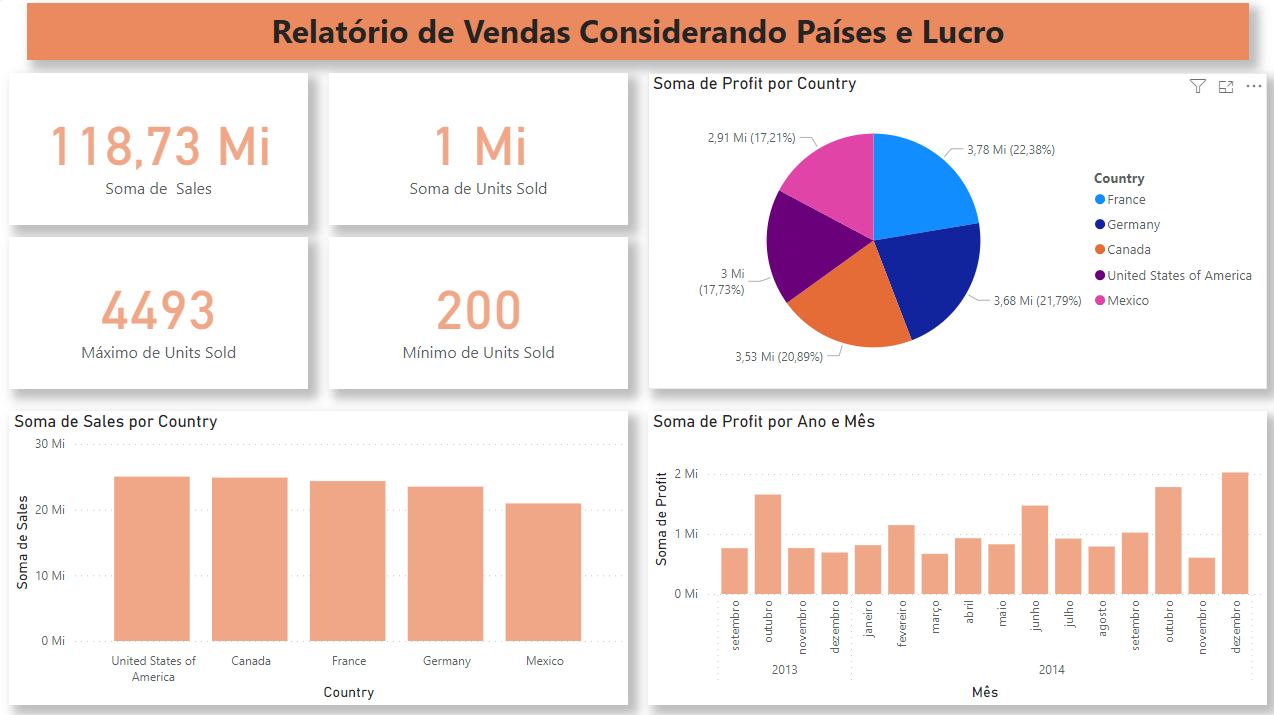 Relatório de Vendas Considerando Países e Lucro
118,73 Mi
Soma de  Sales
1 Mi
Soma de Units Sold
4493
Máximo de Units Sold
200
Mínimo de Units Sold
Soma de Profit por Country
2,91 Mi (17,21%)
3,78 Mi (22,38%)
3 Mi
(17,73%)
3,68 Mi (21,79%)
3,53 Mi (20,89%)
Country
France
Germany
Canada
United States of America
Mexico
Soma de Sales por Country
Soma de Sales
30 Mi
20 Mi
10 Mi
0 Mi
United States of
America
Canada
France
Germany
Mexico
Country
Soma de Profit por Ano e Mês
Soma de Profit
2 Mi
1 Mi
0 Mi
setembro
outubro
novembro
dezembro
janeiro
fevereiro
março
abril
maio
junho
julho
agosto
setembro
outubro
novembro
dezembro
2013
2014
Mês